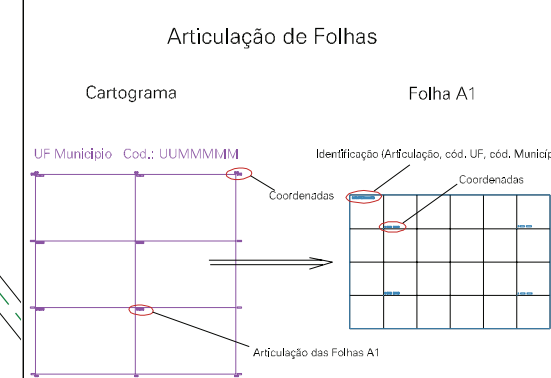 Articulação de Folhas
Cartograma
Folha A1
UF Municipio Cod.: UUMMMMM
Identificação (Articulação, cód. UF, cód. Municíp
Coordenadas
Coordenadas
Articulação das Folhas A1